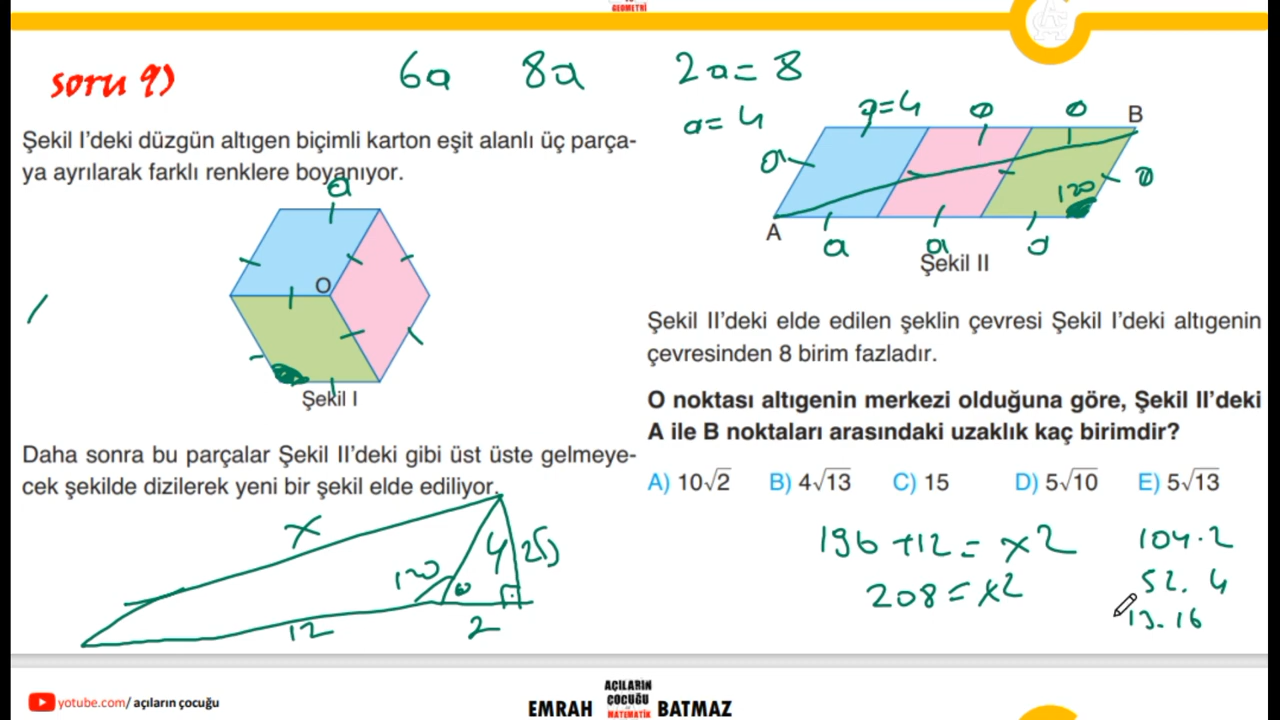 GEOMETRİ
soru 9)
6a 8a 2a = 8
a = 4
Şekil I'deki düzgün altıgen biçimli karton eşit alanlı üç parça-
ya ayrılarak farklı renklere boyanıyor.
a
O
Şekil I
Daha sonra bu parçalar Şekil II'deki gibi üst üste gelmeye-
cek şekilde dizilerek yeni bir şekil elde ediliyor.
x
120
4
12
2
a=4 a a
B
a
a
120
A
a a a
Şekil II
Şekil II'deki elde edilen şeklin çevresi Şekil I'deki altıgenin
çevresinden 8 birim fazladır.
O noktası altıgenin merkezi olduğuna göre, Şekil II'deki
A ile B noktaları arasındaki uzaklık kaç birimdir?
A) 10√2 B) 4√13 C) 15 D) 5√10 E) 5√13
196 + 12 = x2
208 = x2
104.2
52.4
13.16
yotube.com/ açıların çocuğu
EMRAH
AÇILARIN
ÇOCUĞU
MATEMATİK
BATMAZ